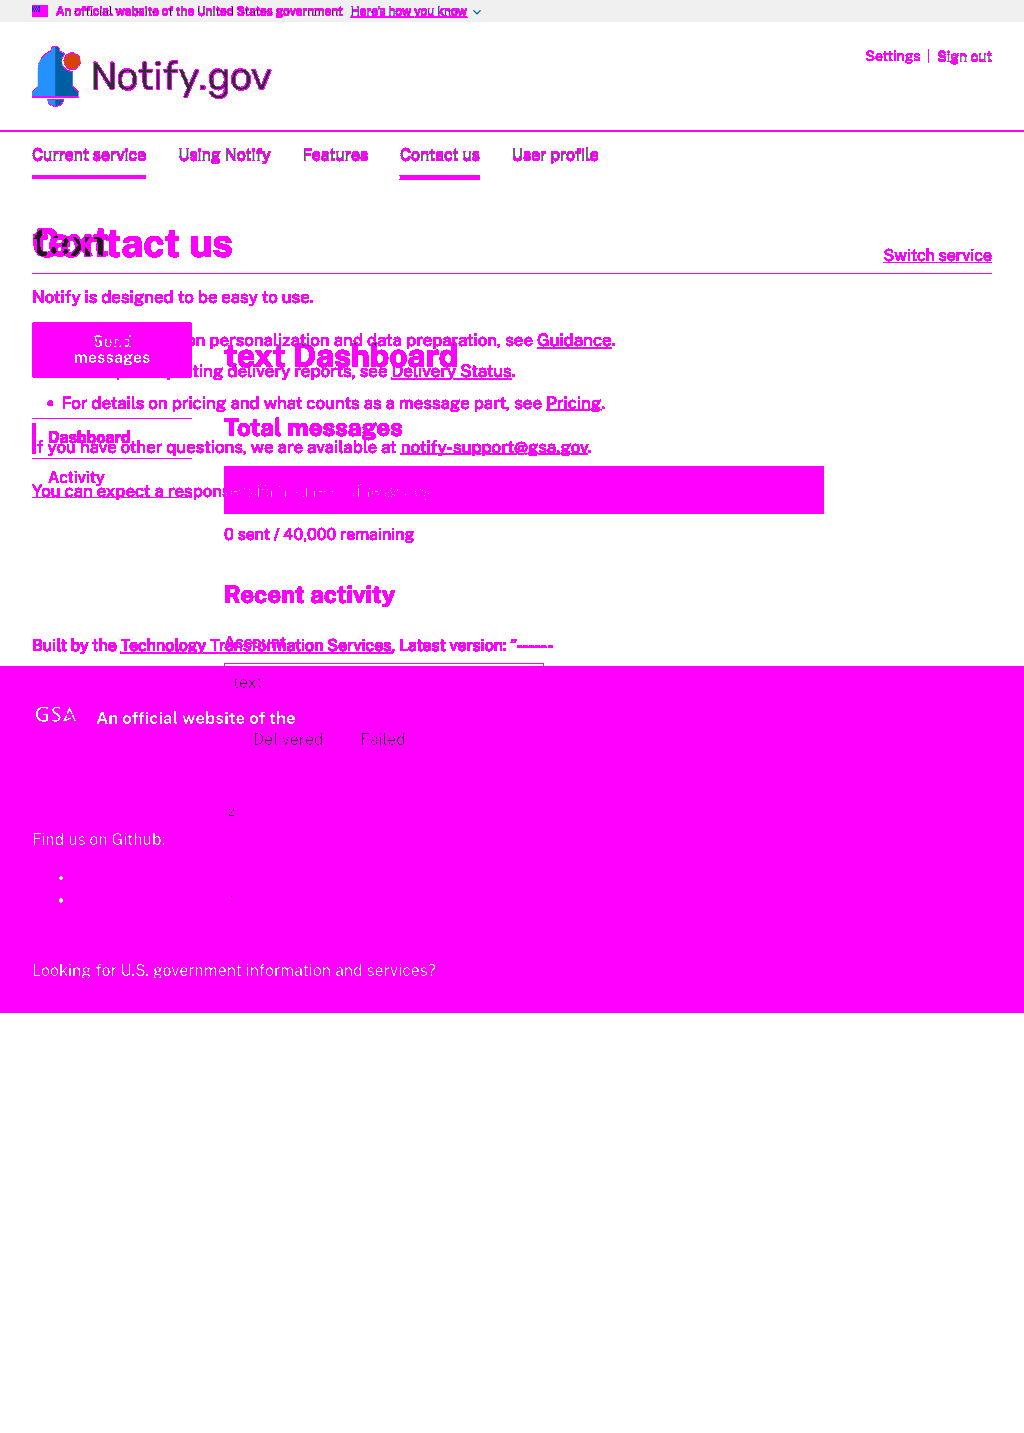 An official website of the United States government Here's how you know
Notify.gov
Settings | Sign out
Current service Using Notify Features Contact us User profile
Contact us
text
Switch service
Notify is designed to be easy to use.
Send messages
on personalization and data preparation, see Guidance.
text Dashboard
delivery reports, see Delivery Status.
• For details on pricing and what counts as a message part, see Pricing.
Total messages
Dashboard
If you have other questions, we are available at notify-support@gsa.gov.
Activity
You can expect a response
0 sent / 40,000 remaining
Recent activity
Account
Built by the Technology Transformation Services, Latest version: "------
text
GSA An official website of the
Delivered Failed
Find us on Github:
Looking for U.S. government information and services?